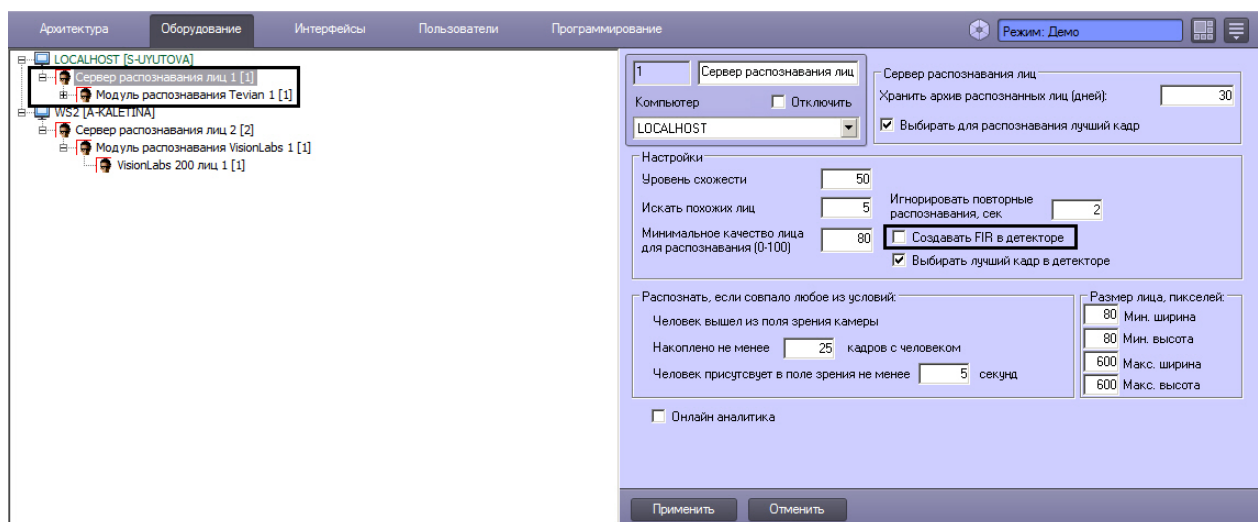 Архитектура Оборудование Интерфейсы Пользователи Программирование Режим: Демо
LOCALHOST [S-UYUTOVA]
Сервер распознавания лиц 1 [1]
Модуль распознавания Tevian 1 [1]
WS2 [A-KALETINA]
Сервер распознавания лиц 2 [2]
Модуль распознавания VisionLabs 1 [1]
VisionLabs 200 лиц 1 [1]
1 Сервер распознавания лиц
Компьютер Отключить
LOCALHOST
Сервер распознавания лиц
Хранить архив распознанных лиц (дней): 30
Выбирать для распознавания лучший кадр
Настройки
Уровень схожести 50
Искать похожих лиц 5
Минимальное качество лица
для распознавания (0-100) 80
Игнорировать повторные
распознавания, сек 2
Создавать FIR в детекторе
Выбирать лучший кадр в детекторе
Распознать, если совпало любое из условий:
Человек вышел из поля зрения камеры
Накоплено не менее 25 кадров с человеком
Человек присутсвует в поле зрения не менее 5 секунд
Размер лица, пикселей:
80 Мин. ширина
80 Мин. высота
600 Макс. ширина
600 Макс. высота
Онлайн аналитика
Применить Отменить